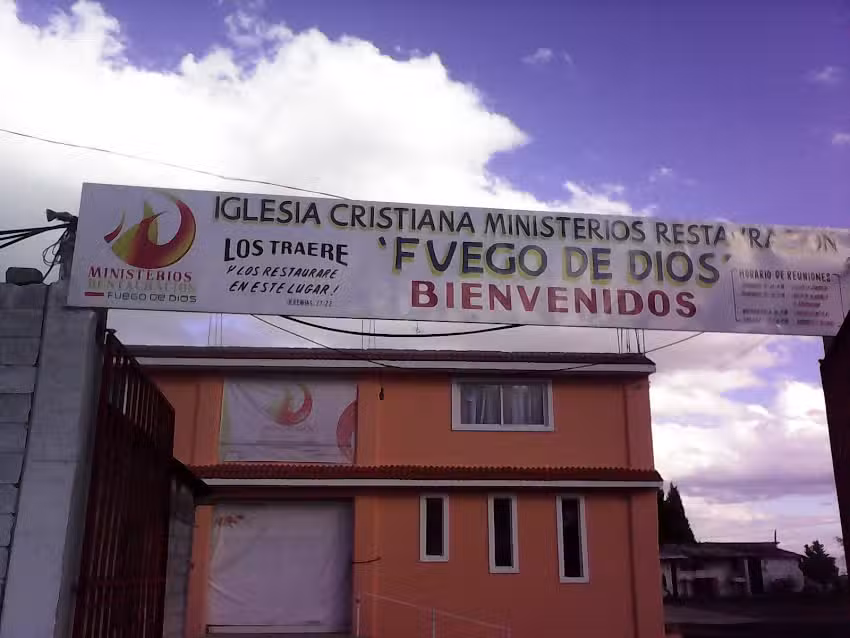 IGLESIA CRISTIANA MINISTERIOS RESTAURACION
'FUEGO DE DIOS'
BIENVENIDOS
LOS TRAERE
Y LOS RESTAURARE
EN ESTE LUGAR.!
MINISTERIOS
RESTAURACION
FUEGO DE DIOS
HORARIO DE REUNIONES